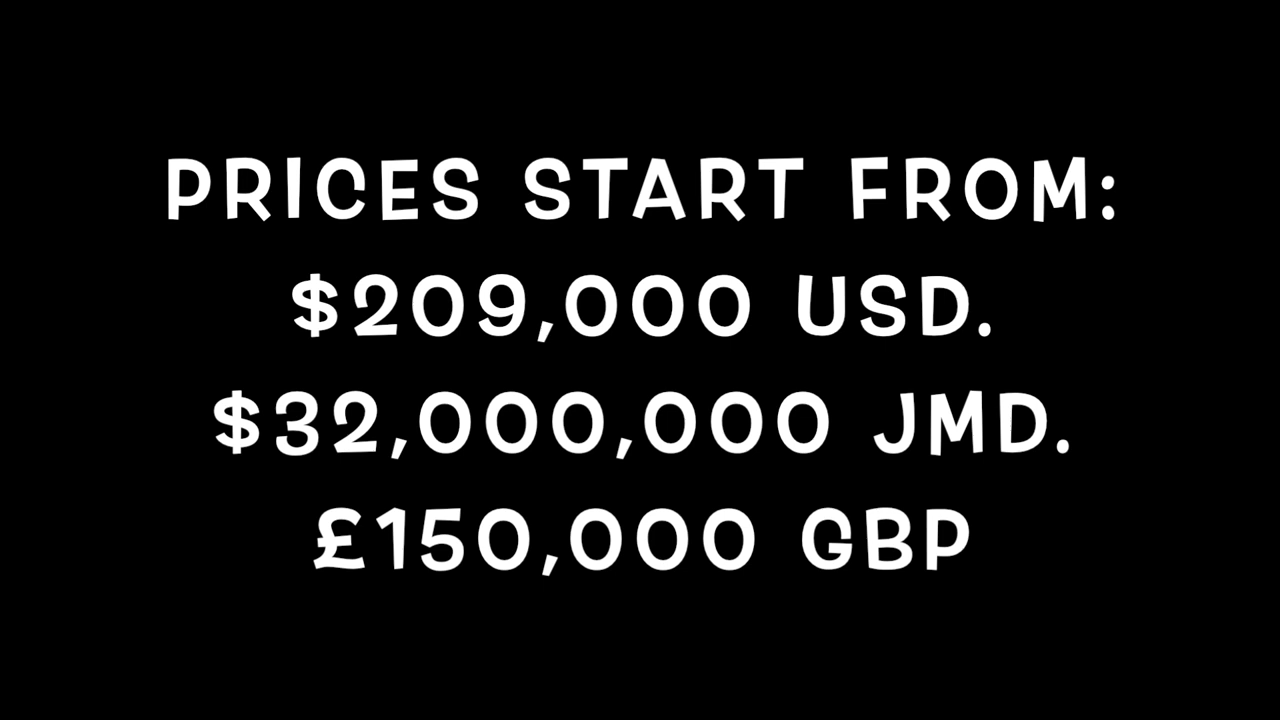 PRICES START FROM:
$209,000 USD.
$32,000,000 JMD.
£150,000 GBP